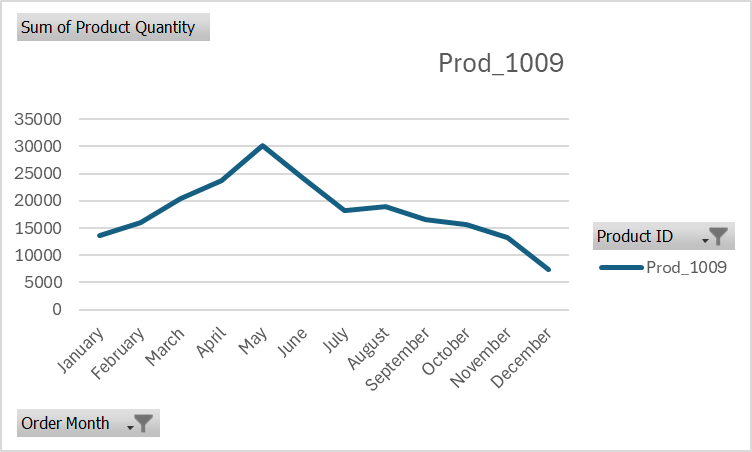 Sum of Product Quantity
Prod_1009
35000
30000
25000
20000
15000
10000
5000
0
January
February
March
April
May
June
July
August
September
October
November
December
Product ID
Prod_1009
Order Month